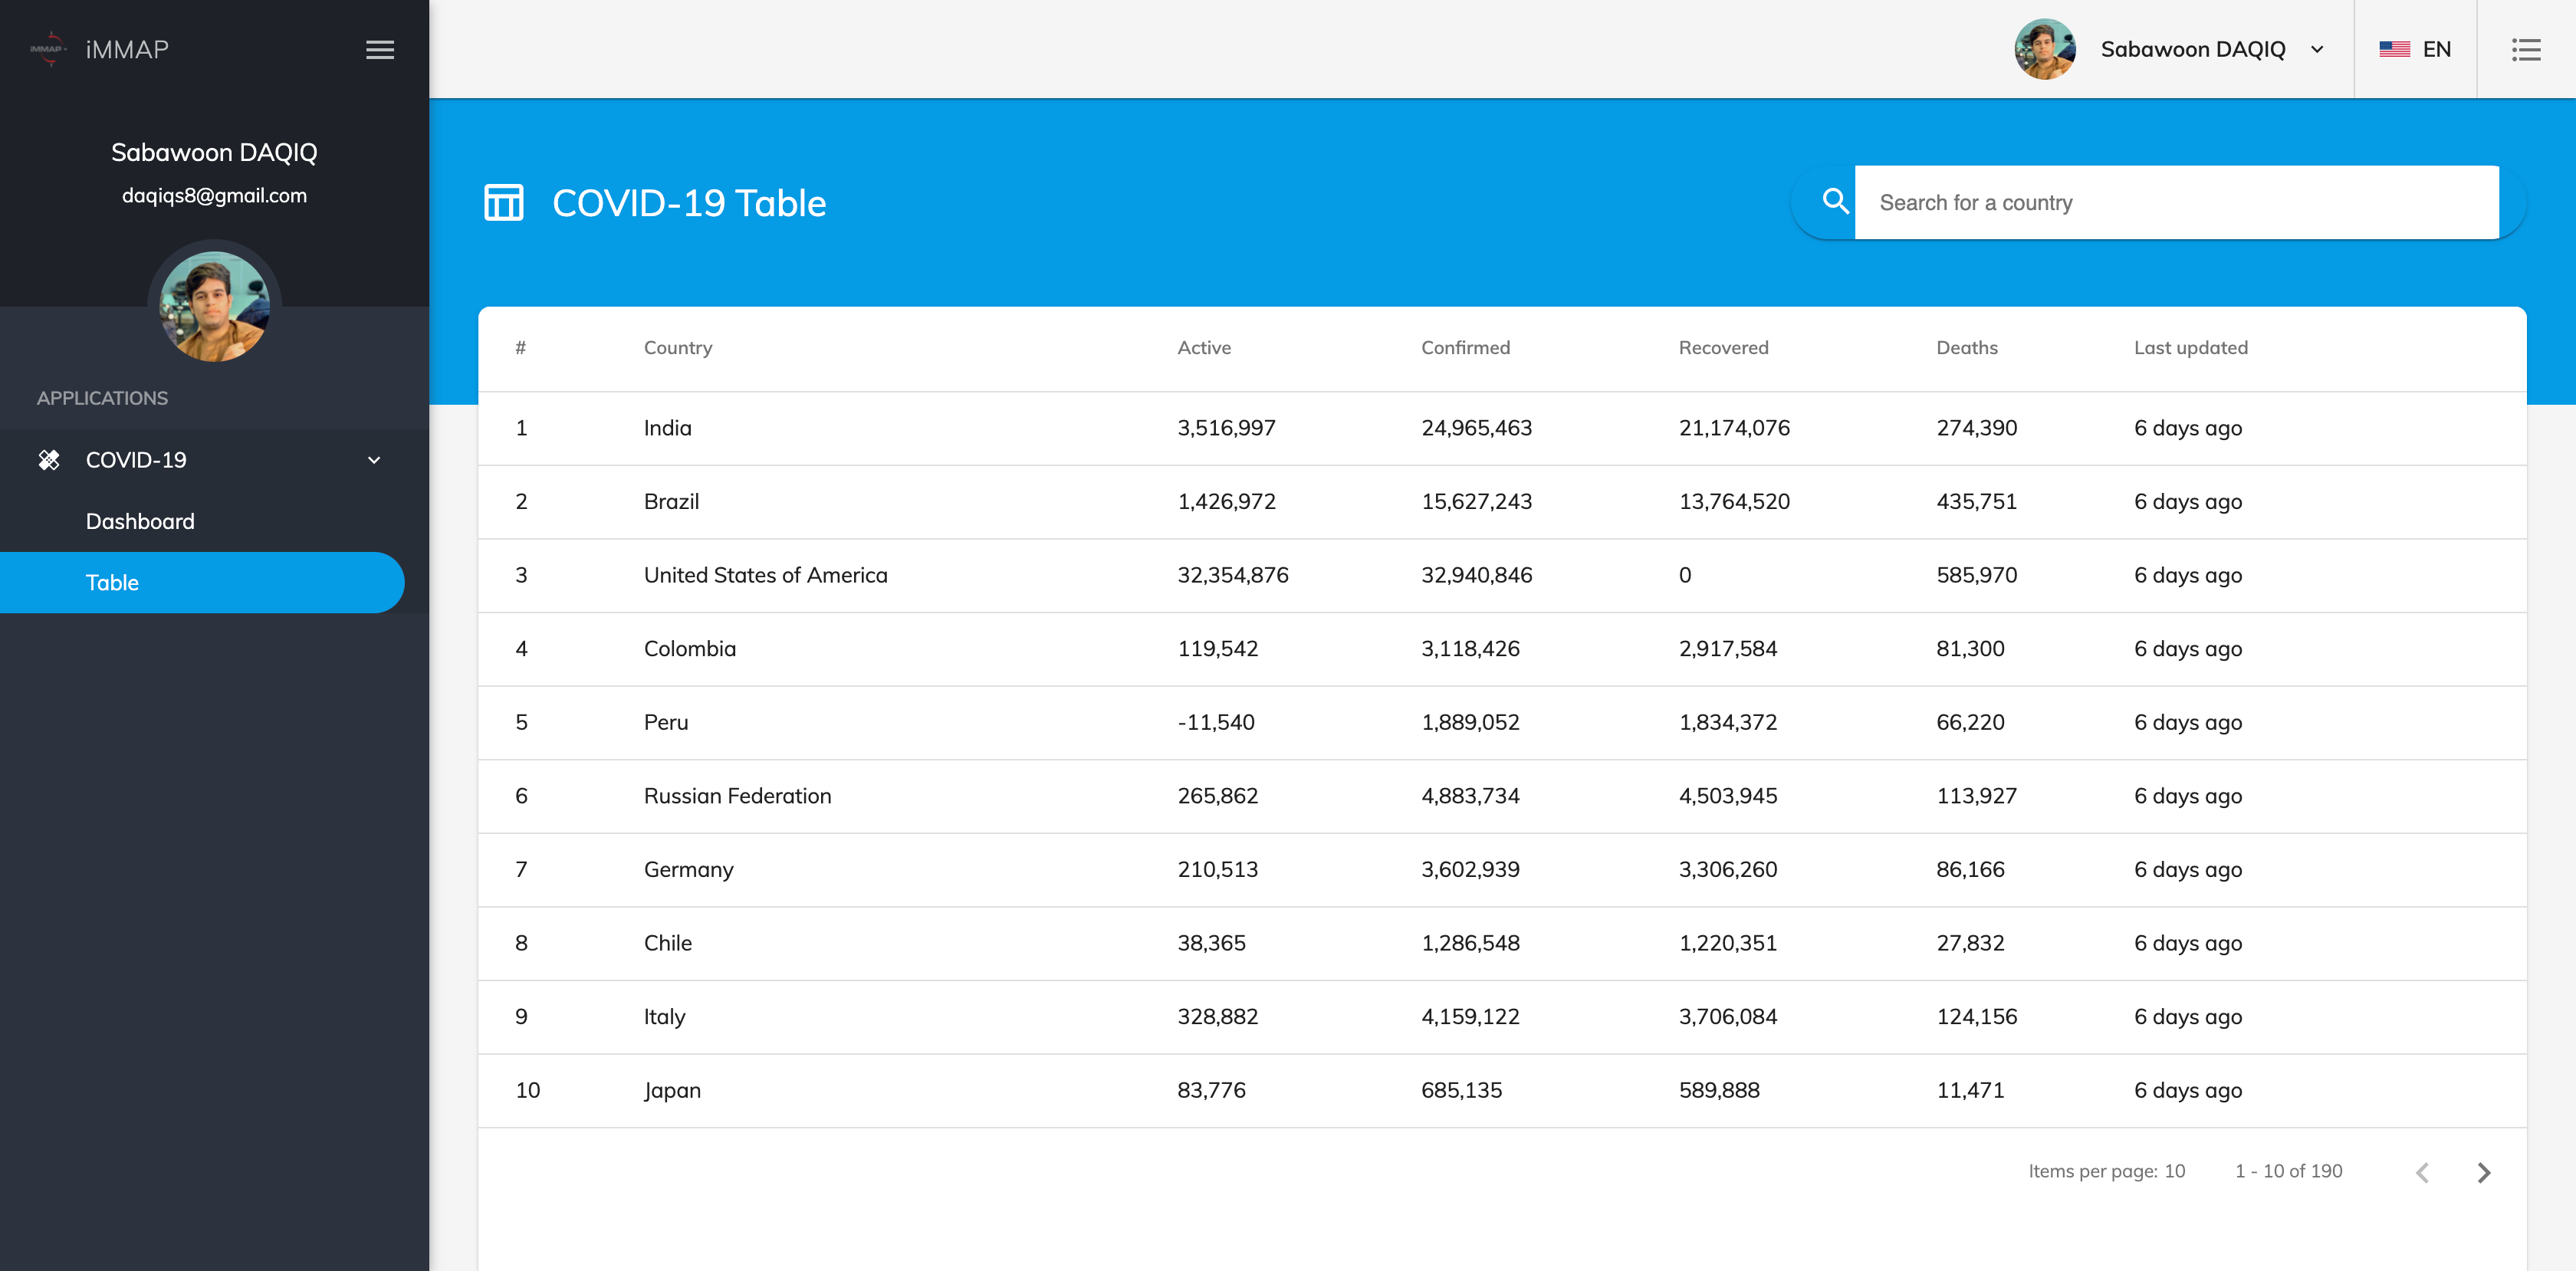 iMMAP
iMMAP
Sabawoon DAQIQ
EN
Sabawoon DAQIQ
daqiqs8@gmail.com
APPLICATIONS
COVID-19
Dashboard
Table
COVID-19 Table
Search for a country
# Country Active Confirmed Recovered Deaths Last updated
1 India 3,516,997 24,965,463 21,174,076 274,390 6 days ago
2 Brazil 1,426,972 15,627,243 13,764,520 435,751 6 days ago
3 United States of America 32,354,876 32,940,846 0 585,970 6 days ago
4 Colombia 119,542 3,118,426 2,917,584 81,300 6 days ago
5 Peru -11,540 1,889,052 1,834,372 66,220 6 days ago
6 Russian Federation 265,862 4,883,734 4,503,945 113,927 6 days ago
7 Germany 210,513 3,602,939 3,306,260 86,166 6 days ago
8 Chile 38,365 1,286,548 1,220,351 27,832 6 days ago
9 Italy 328,882 4,159,122 3,706,084 124,156 6 days ago
10 Japan 83,776 685,135 589,888 11,471 6 days ago
Items per page: 10 1 - 10 of 190